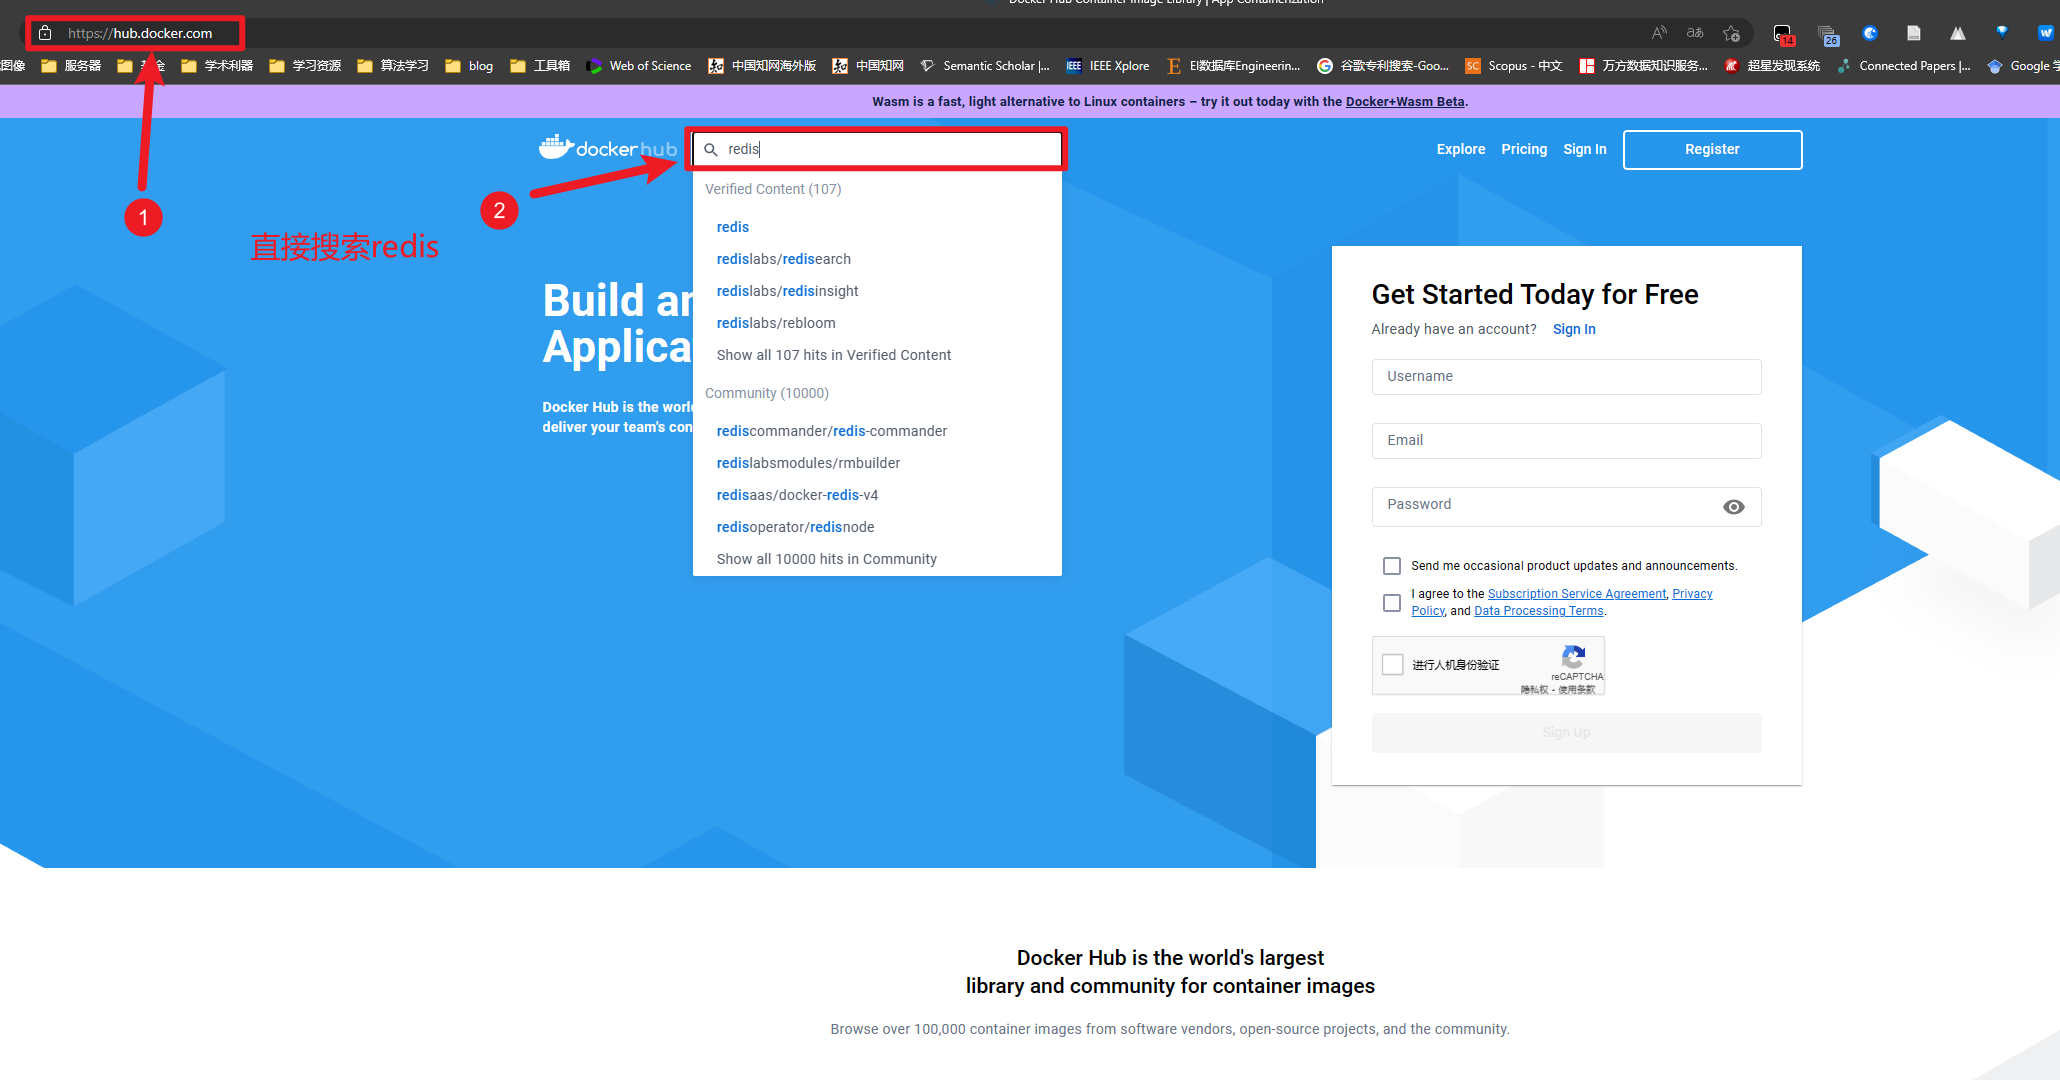 Docker Hub Container Image Library | App Containerization
https://hub.docker.com
14
26
图像
服务器
学术利器
学习资源
算法学习
blog
工具箱
Web of Science
中国知网海外版
中国知网
Semantic Scholar |...
IEEE Xplore
EI数据库Engineerin...
谷歌专利搜索-Goo...
SC
Scopus - 中文
万方数据知识服务...
超星发现系统
Connected Papers |...
Google 学
Wasm is a fast, light alternative to Linux containers – try it out today with the Docker+Wasm Beta.
docker hub
redis
Explore
Pricing
Sign In
Register
1
2
直接搜索redis
Verified Content (107)
redis
redislabs/redisearch
redislabs/redisinsight
redislabs/rebloom
Show all 107 hits in Verified Content
Community (10000)
rediscommander/redis-commander
redislabsmodules/rmbuilder
redisaas/docker-redis-v4
redisoperator/redisnode
Show all 10000 hits in Community
Build an
Applica
Docker Hub is the worl
deliver your team's con
Get Started Today for Free
Already have an account? Sign In
Username
Email
Password
Send me occasional product updates and announcements.
I agree to the Subscription Service Agreement, Privacy
Policy, and Data Processing Terms.
进行人机身份验证
reCAPTCHA
隐私权 - 使用条款
Sign Up
Docker Hub is the world's largest
library and community for container images
Browse over 100,000 container images from software vendors, open-source projects, and the community.